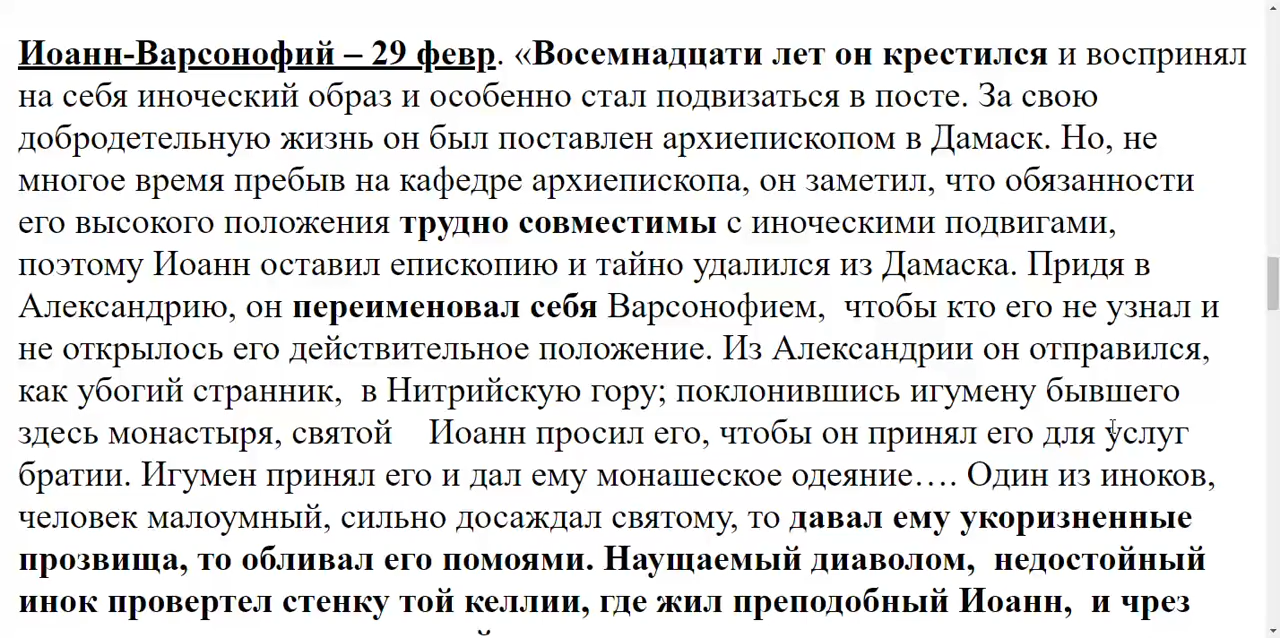 Иоанн-Варсонофий – 29 февр. «Восемнадцати лет он крестился и воспринял
на себя иноческий образ и особенно стал подвизаться в посте. За свою
добродетельную жизнь он был поставлен архиепископом в Дамаск. Но, не
многое время пребыв на кафедре архиепископа, он заметил, что обязанности
его высокого положения трудно совместимы с иноческими подвигами,
поэтому Иоанн оставил епископию и тайно удалился из Дамаска. Придя в
Александрию, он переименовал себя Варсонофием, чтобы кто его не узнал и
не открылось его действительное положение. Из Александрии он отправился,
как убогий странник, в Нитрийскую гору; поклонившись игумену бывшего
здесь монастыря, святой Иоанн просил его, чтобы он принял его для услуг
братии. Игумен принял его и дал ему монашеское одеяние…. Один из иноков,
человек малоумный, сильно досаждал святому, то давал ему укоризненные
прозвища, то обливал его помоями. Наущаемый диаволом, недостойный
инок провертел стенку той келлии, где жил преподобный Иоанн, и чрез